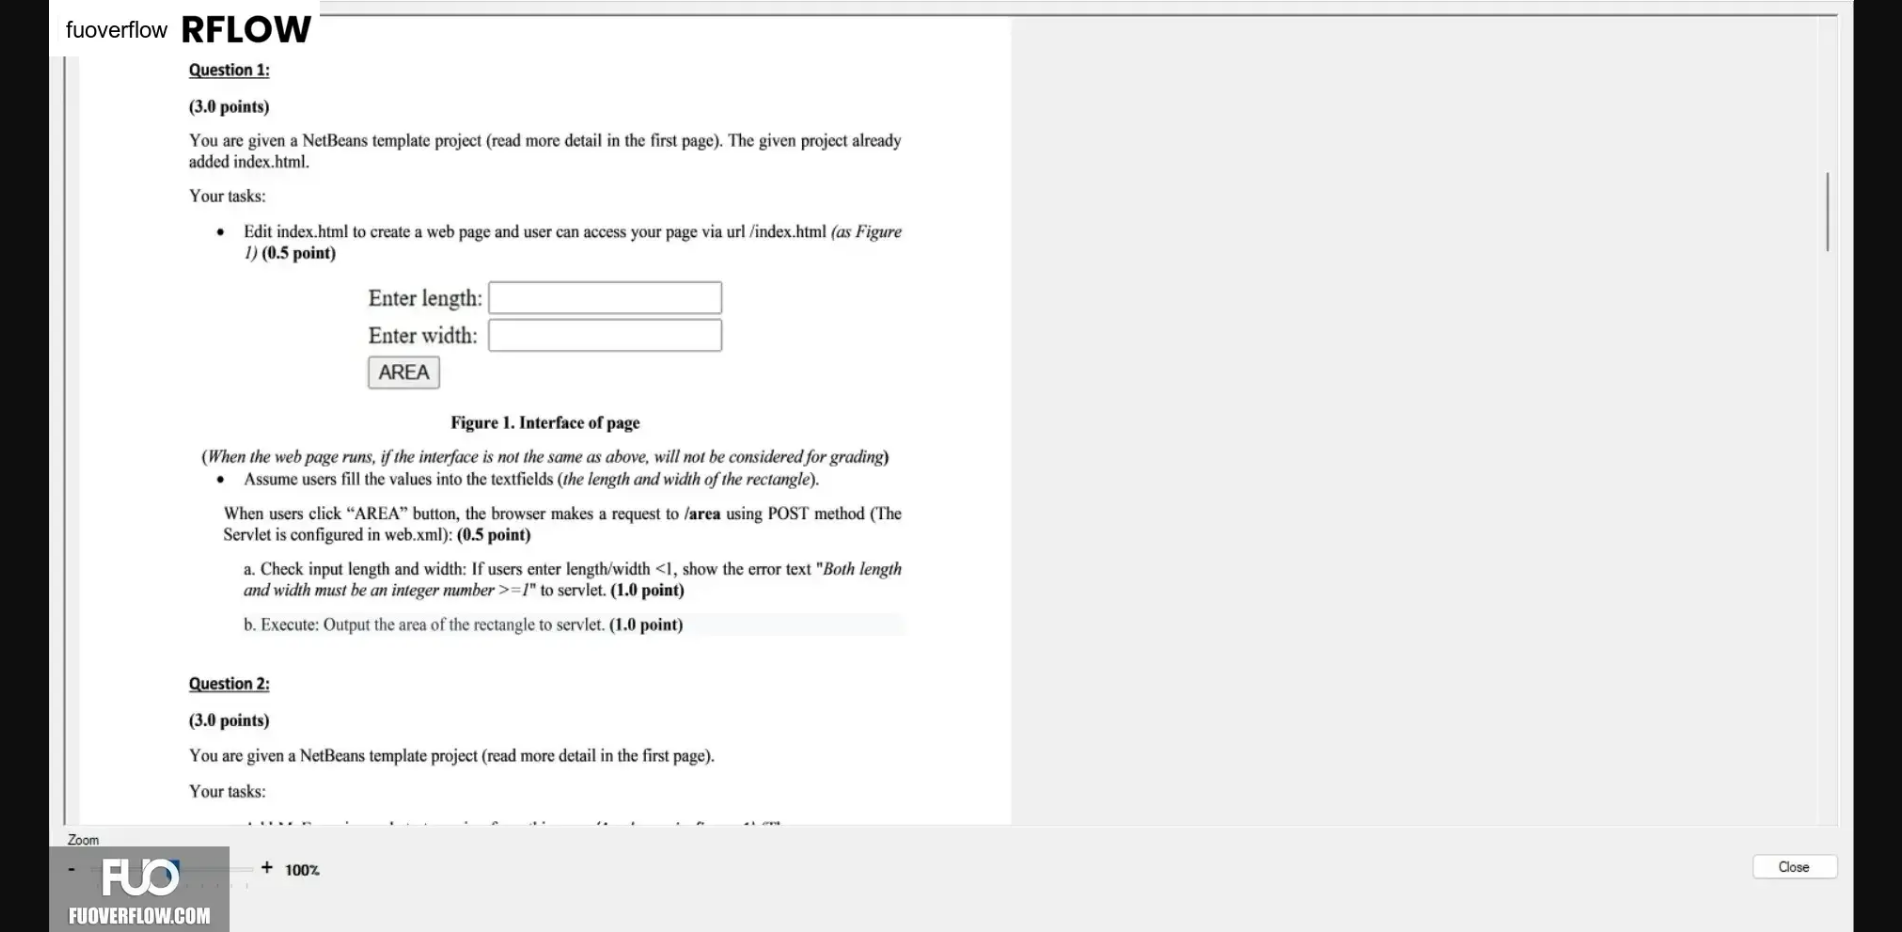 fuoverflow RFLOW
Question 1:
(3.0 points)
You are given a NetBeans template project (read more detail in the first page). The given project already
added index.html.
Your tasks:
• Edit index.html to create a web page and user can access your page via url /index.html (as Figure
1) (0.5 point)
Enter length:
Enter width:
AREA
Figure 1. Interface of page
(When the web page runs, if the interface is not the same as above, will not be considered for grading)
• Assume users fill the values into the textfields (the length and width of the rectangle).
When users click “AREA” button, the browser makes a request to /area using POST method (The
Servlet is configured in web.xml): (0.5 point)
a. Check input length and width: If users enter length/width <1, show the error text "Both length
and width must be an integer number >=1" to servlet. (1.0 point)
b. Execute: Output the area of the rectangle to servlet. (1.0 point)
Question 2:
(3.0 points)
You are given a NetBeans template project (read more detail in the first page).
Your tasks:
Zoom
- + 100%
Close
FUO
FUOVERFLOW.COM